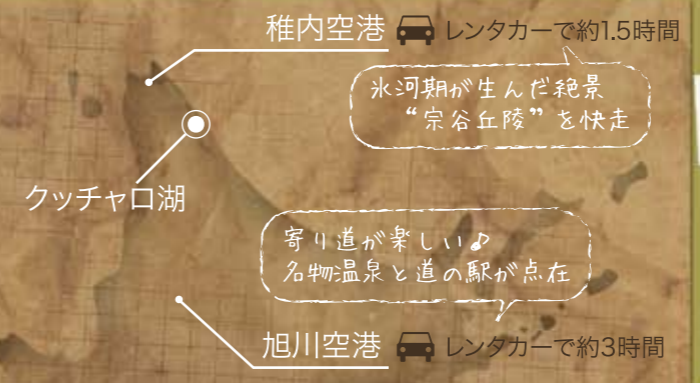 稚内空港 レンタカーで約1.5時間
氷河期が生んだ絶景
“宗谷丘陵”を快走
クッチャロ湖
寄り道が楽しい♪
名物温泉と道の駅が点在
旭川空港 レンタカーで約3時間